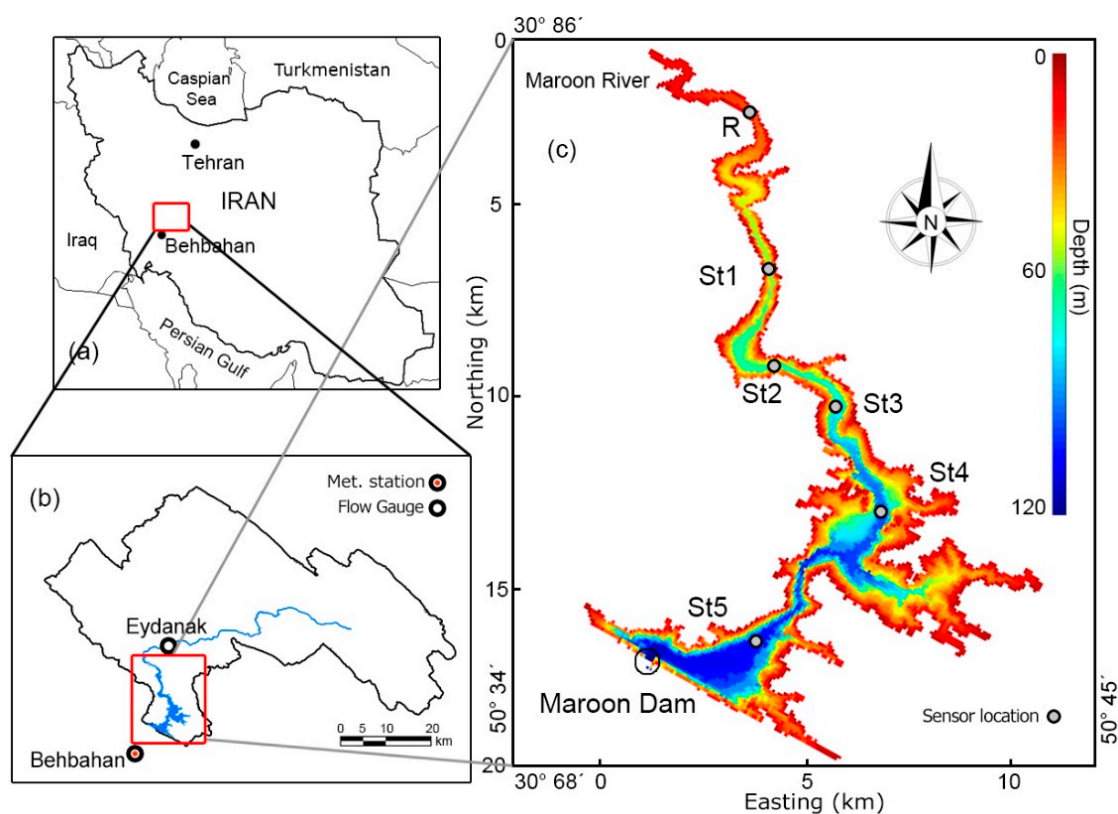 Caspian
Sea
Turkmenistan
Tehran
IRAN
Iraq
Behbahan
Persian Gulf
(a)
(b)
Met. station
Flow Gauge
Eydanak
Behbahan
0 5 10 20
km
30° 86´
0
5
10
15
20
Northing (km)
50° 34´
30° 68´
0
5
10
Easting (km)
50° 45´
(c)
Maroon River
R
St1
St2
St3
St4
St5
Maroon Dam
N
0
60
120
Depth (m)
Sensor location